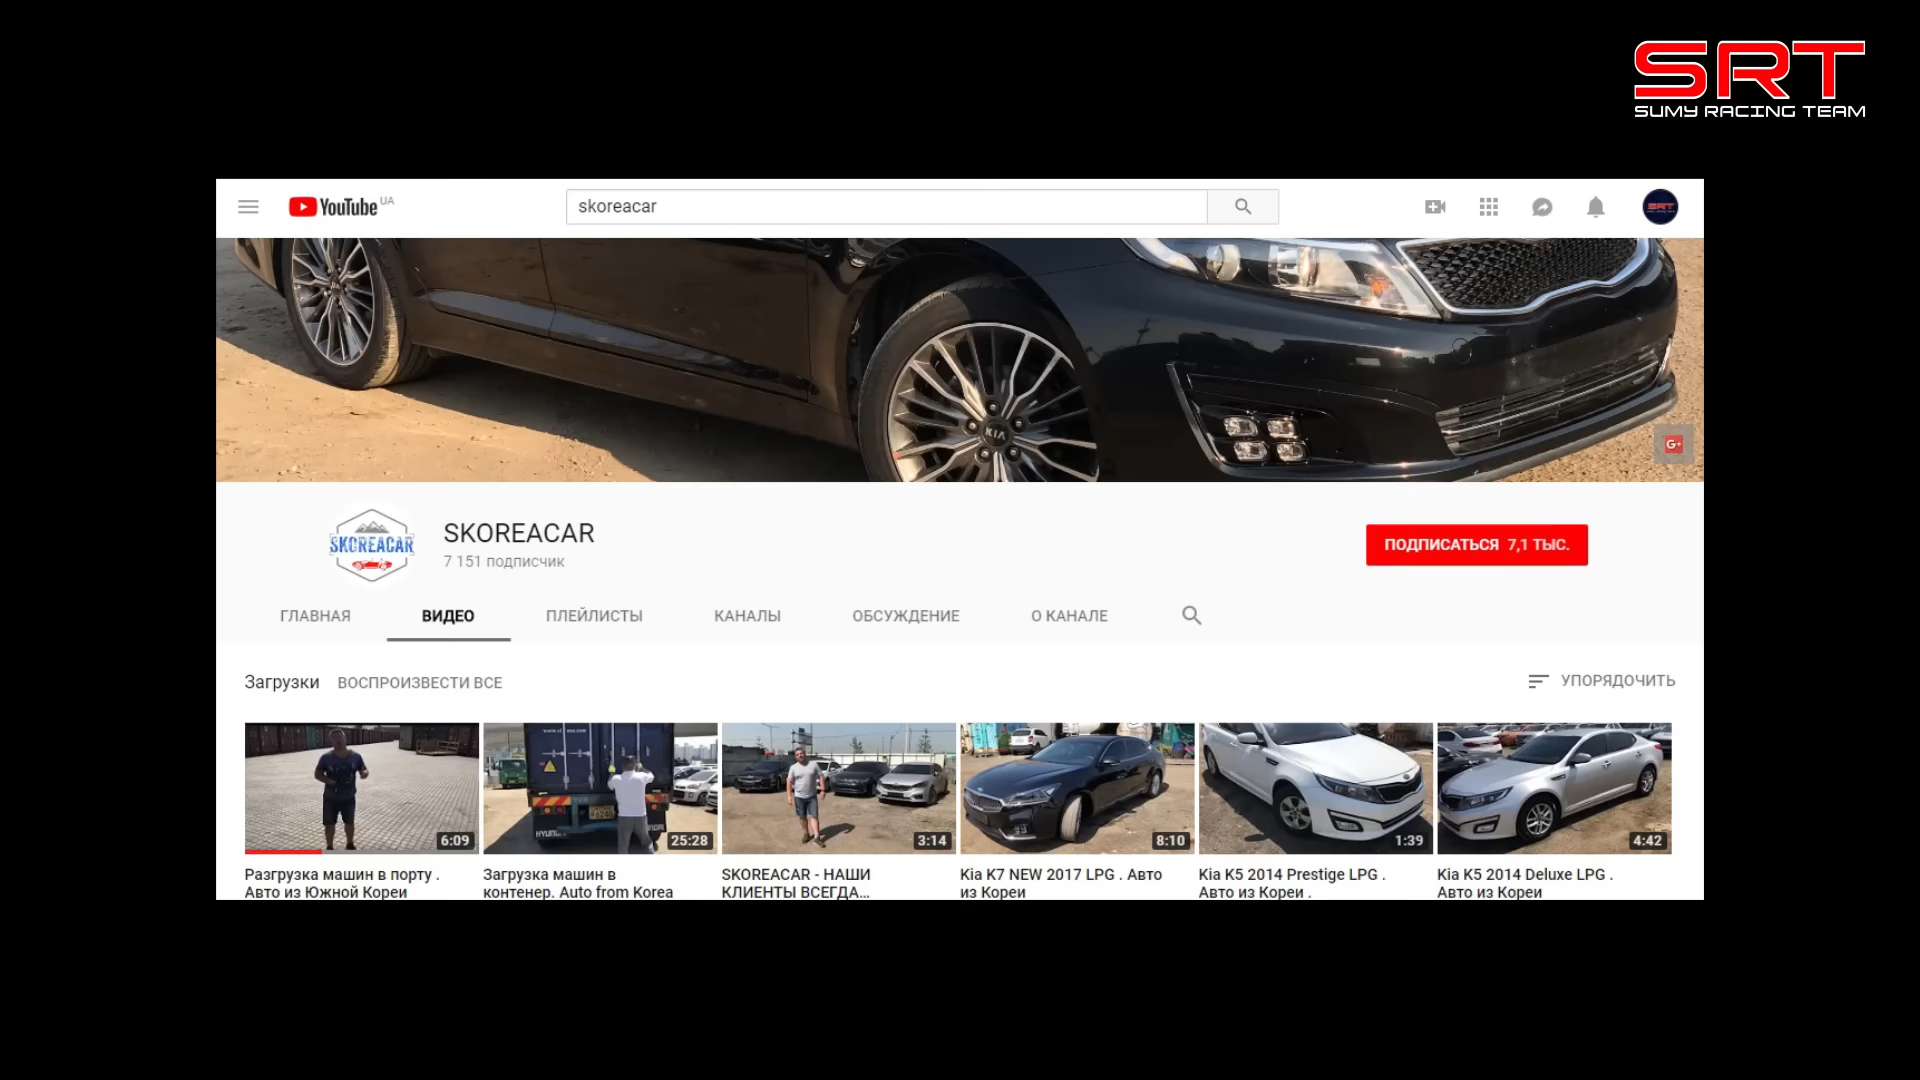 SRT
SUMY RACING TEAM
YouTube UA
skoreacar
SRT
KIA
G+
SKOREACAR
SKOREACAR
7 151 подписчик
ПОДПИСАТЬСЯ 7,1 ТЫС.
ГЛАВНАЯ ВИДЕО ПЛЕЙЛИСТЫ КАНАЛЫ ОБСУЖДЕНИЕ О КАНАЛЕ
Загрузки ВОСПРОИЗВЕСТИ ВСЕ
УПОРЯДОЧИТЬ
6:09 25:28 3:14 8:10 1:39 4:42
Разгрузка машин в порту .
Авто из Южной Кореи
Загрузка машин в
контенер. Auto from Korea
SKOREACAR - НАШИ
КЛИЕНТЫ ВСЕГДА...
Kia K7 NEW 2017 LPG . Авто
из Кореи
Kia K5 2014 Prestige LPG .
Авто из Кореи .
Kia K5 2014 Deluxe LPG .
Авто из Кореи